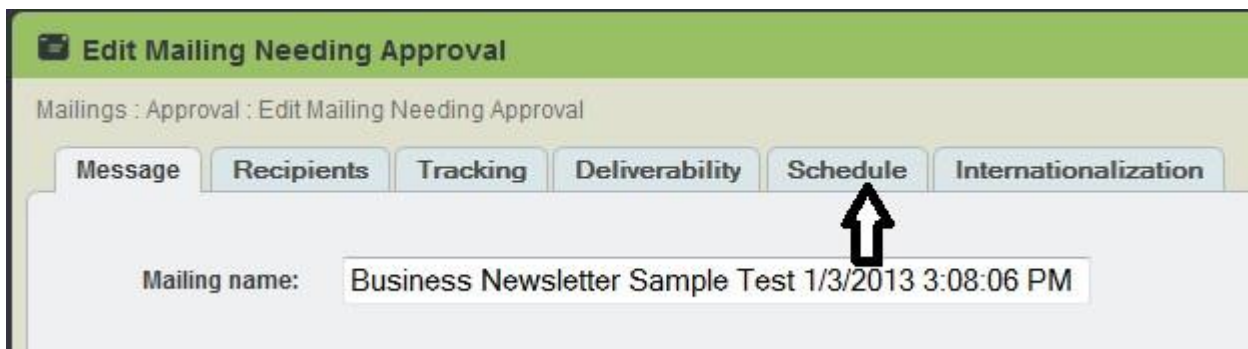 Edit Mailing Needing Approval
Mailings : Approval : Edit Mailing Needing Approval
Message Recipients Tracking Deliverability Schedule Internationalization
Mailing name: Business Newsletter Sample Test 1/3/2013 3:08:06 PM